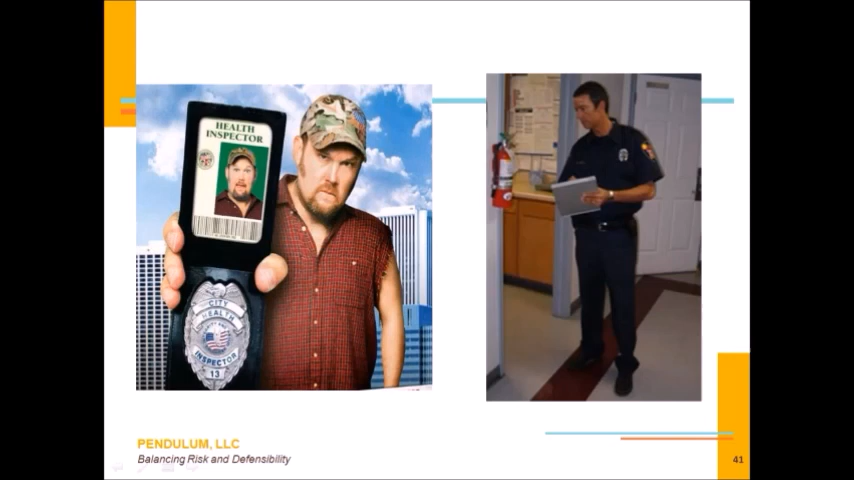 HEALTH
INSPECTOR
CITY
HEALTH
INSPECTOR
13
PENDULUM, LLC
Balancing Risk and Defensibility
41